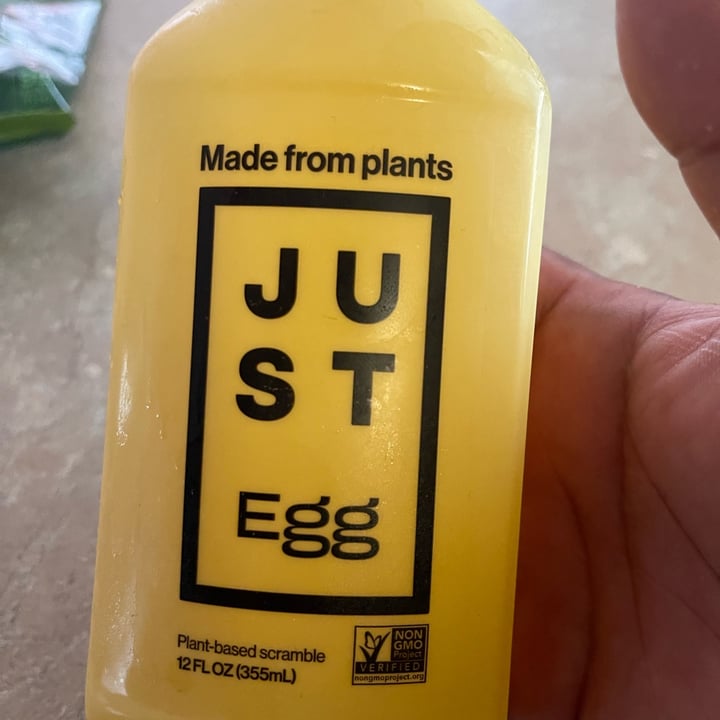 Made from plants
JU
ST
Egg
Plant-based scramble
12 FL OZ (355mL)
NON
GMO
Project
VERIFIED
nongmoproject.org